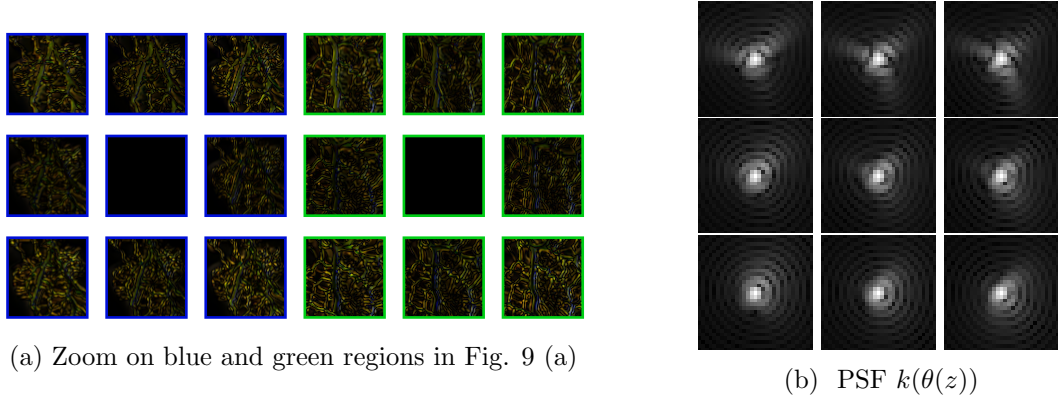 (a) Zoom on blue and green regions in Fig. 9 (a)
(b) PSF k(θ(z))